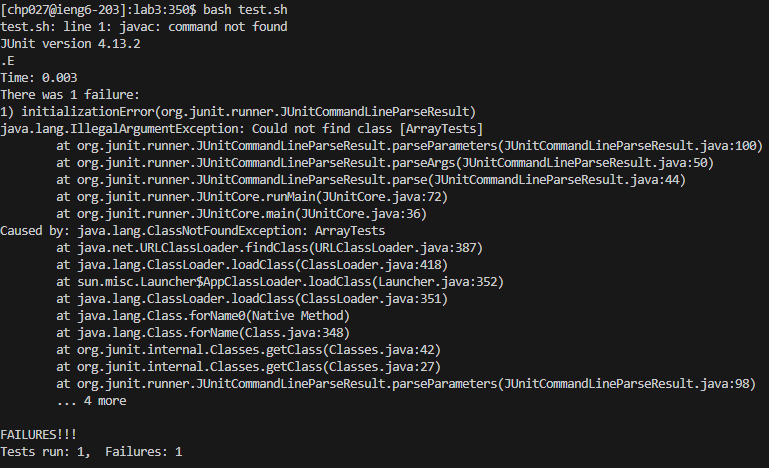 [chp027@ieng6-203]:lab3:350$ bash test.sh
test.sh: line 1: javac: command not found
JUnit version 4.13.2
.E
Time: 0.003
There was 1 failure:
1) initializationError(org.junit.runner.JUnitCommandLineParseResult)
java.lang.IllegalArgumentException: Could not find class [ArrayTests]
        at org.junit.runner.JUnitCommandLineParseResult.parseParameters(JUnitCommandLineParseResult.java:100)
        at org.junit.runner.JUnitCommandLineParseResult.parseArgs(JUnitCommandLineParseResult.java:50)
        at org.junit.runner.JUnitCommandLineParseResult.parse(JUnitCommandLineParseResult.java:44)
        at org.junit.runner.JUnitCore.runMain(JUnitCore.java:72)
        at org.junit.runner.JUnitCore.main(JUnitCore.java:36)
Caused by: java.lang.ClassNotFoundException: ArrayTests
        at java.net.URLClassLoader.findClass(URLClassLoader.java:387)
        at java.lang.ClassLoader.loadClass(ClassLoader.java:418)
        at sun.misc.Launcher$AppClassLoader.loadClass(Launcher.java:352)
        at java.lang.ClassLoader.loadClass(ClassLoader.java:351)
        at java.lang.Class.forName0(Native Method)
        at java.lang.Class.forName(Class.java:348)
        at org.junit.internal.Classes.getClass(Classes.java:42)
        at org.junit.internal.Classes.getClass(Classes.java:27)
        at org.junit.runner.JUnitCommandLineParseResult.parseParameters(JUnitCommandLineParseResult.java:98)
        ... 4 more

FAILURES!!!
Tests run: 1,  Failures: 1